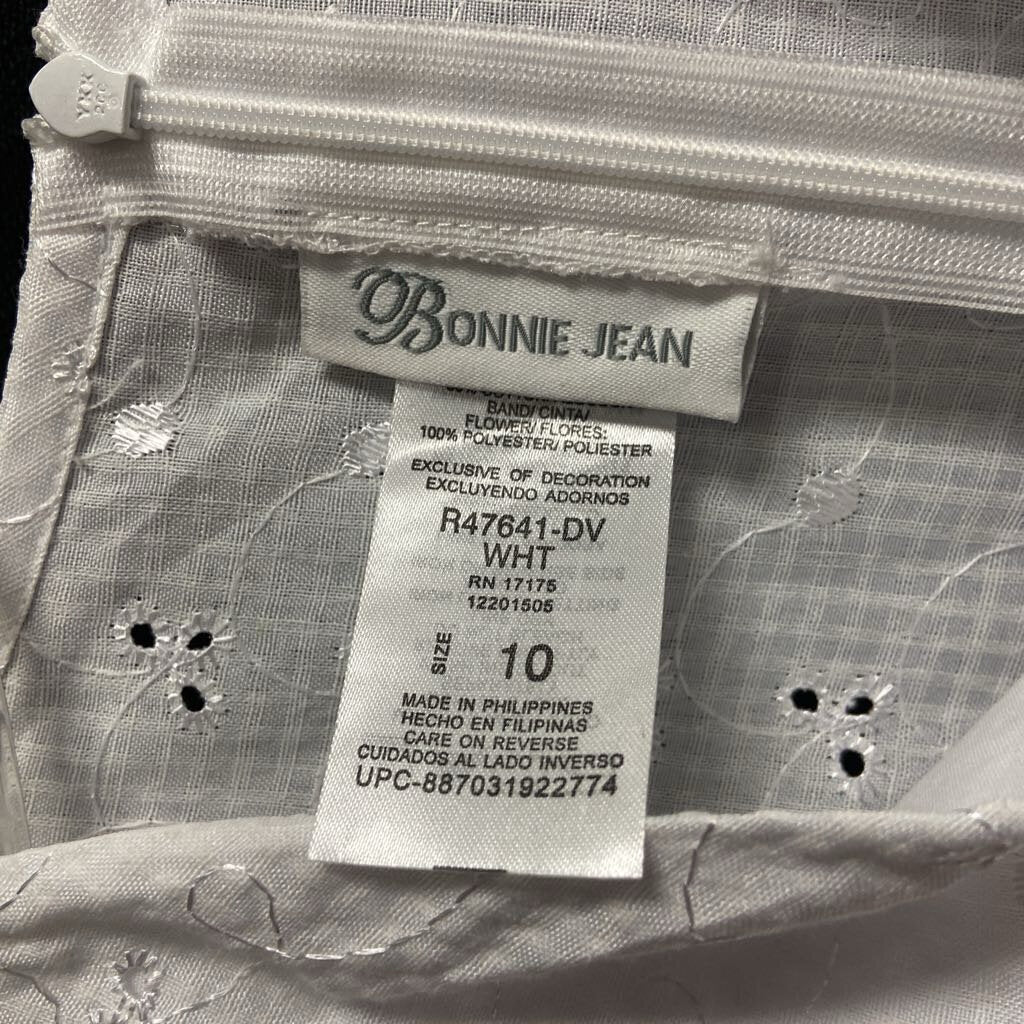 YKK
BONNIE JEAN
BAND/ CINTA/
FLOWER/ FLORES:
100% POLYESTER/ POLIESTER
EXCLUSIVE OF DECORATION
EXCLUYENDO ADORNOS
R47641-DV
WHT
RN 17175
12201505
SIZE 10
MADE IN PHILIPPINES
HECHO EN FILIPINAS
CARE ON REVERSE
CUIDADOS AL LADO INVERSO
UPC-887031922774